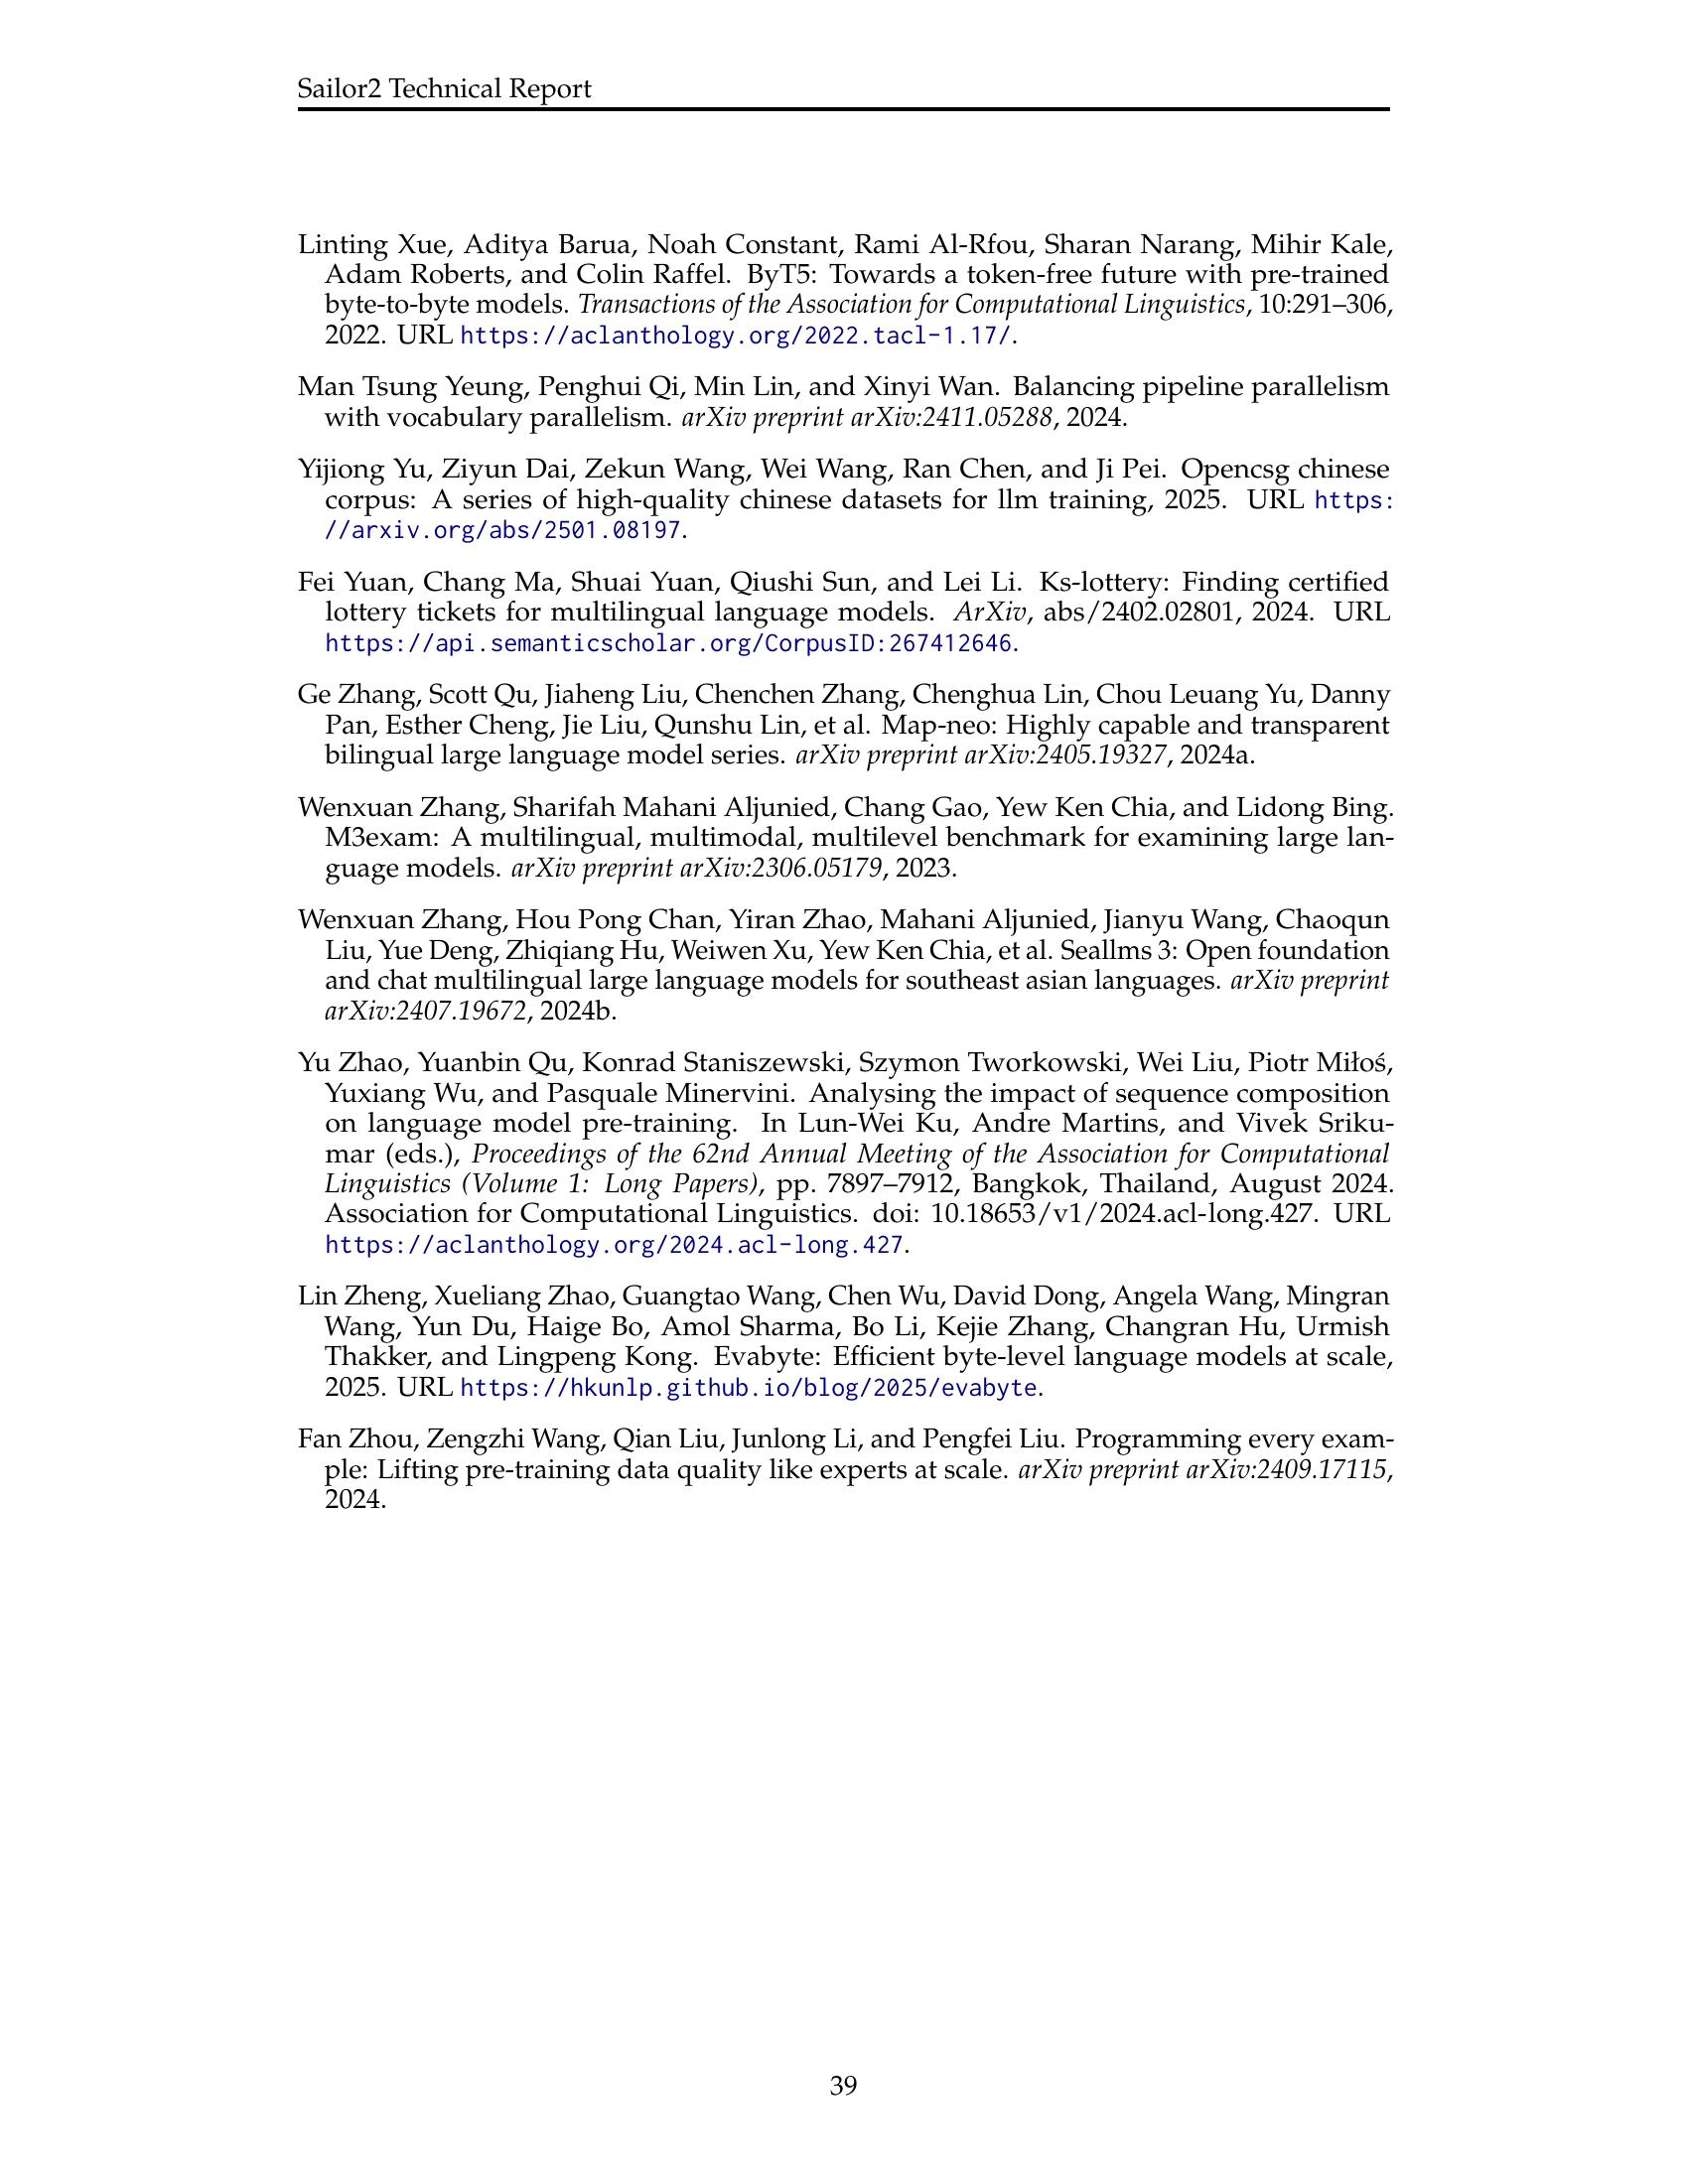 Sailor2 Technical Report
Linting Xue, Aditya Barua, Noah Constant, Rami Al-Rfou, Sharan Narang, Mihir Kale,
Adam Roberts, and Colin Raffel. ByT5: Towards a token-free future with pre-trained
byte-to-byte models. Transactions of the Association for Computational Linguistics, 10:291–306,
2022. URL https://aclanthology.org/2022.tacl-1.17/.
Man Tsung Yeung, Penghui Qi, Min Lin, and Xinyi Wan. Balancing pipeline parallelism
with vocabulary parallelism. arXiv preprint arXiv:2411.05288, 2024.
Yijiong Yu, Ziyun Dai, Zekun Wang, Wei Wang, Ran Chen, and Ji Pei. Opencsg chinese
corpus: A series of high-quality chinese datasets for llm training, 2025. URL https:
//arxiv.org/abs/2501.08197.
Fei Yuan, Chang Ma, Shuai Yuan, Qiushi Sun, and Lei Li. Ks-lottery: Finding certified
lottery tickets for multilingual language models. ArXiv, abs/2402.02801, 2024. URL
https://api.semanticscholar.org/CorpusID:267412646.
Ge Zhang, Scott Qu, Jiaheng Liu, Chenchen Zhang, Chenghua Lin, Chou Leuang Yu, Danny
Pan, Esther Cheng, Jie Liu, Qunshu Lin, et al. Map-neo: Highly capable and transparent
bilingual large language model series. arXiv preprint arXiv:2405.19327, 2024a.
Wenxuan Zhang, Sharifah Mahani Aljunied, Chang Gao, Yew Ken Chia, and Lidong Bing.
M3exam: A multilingual, multimodal, multilevel benchmark for examining large lan-
guage models. arXiv preprint arXiv:2306.05179, 2023.
Wenxuan Zhang, Hou Pong Chan, Yiran Zhao, Mahani Aljunied, Jianyu Wang, Chaoqun
Liu, Yue Deng, Zhiqiang Hu, Weiwen Xu, Yew Ken Chia, et al. Seallms 3: Open foundation
and chat multilingual large language models for southeast asian languages. arXiv preprint
arXiv:2407.19672, 2024b.
Yu Zhao, Yuanbin Qu, Konrad Staniszewski, Szymon Tworkowski, Wei Liu, Piotr Miłoś,
Yuxiang Wu, and Pasquale Minervini. Analysing the impact of sequence composition
on language model pre-training. In Lun-Wei Ku, Andre Martins, and Vivek Sriku-
mar (eds.), Proceedings of the 62nd Annual Meeting of the Association for Computational
Linguistics (Volume 1: Long Papers), pp. 7897–7912, Bangkok, Thailand, August 2024.
Association for Computational Linguistics. doi: 10.18653/v1/2024.acl-long.427. URL
https://aclanthology.org/2024.acl-long.427.
Lin Zheng, Xueliang Zhao, Guangtao Wang, Chen Wu, David Dong, Angela Wang, Mingran
Wang, Yun Du, Haige Bo, Amol Sharma, Bo Li, Kejie Zhang, Changran Hu, Urmish
Thakker, and Lingpeng Kong. Evabyte: Efficient byte-level language models at scale,
2025. URL https://hkunlp.github.io/blog/2025/evabyte.
Fan Zhou, Zengzhi Wang, Qian Liu, Junlong Li, and Pengfei Liu. Programming every exam-
ple: Lifting pre-training data quality like experts at scale. arXiv preprint arXiv:2409.17115,
2024.
39